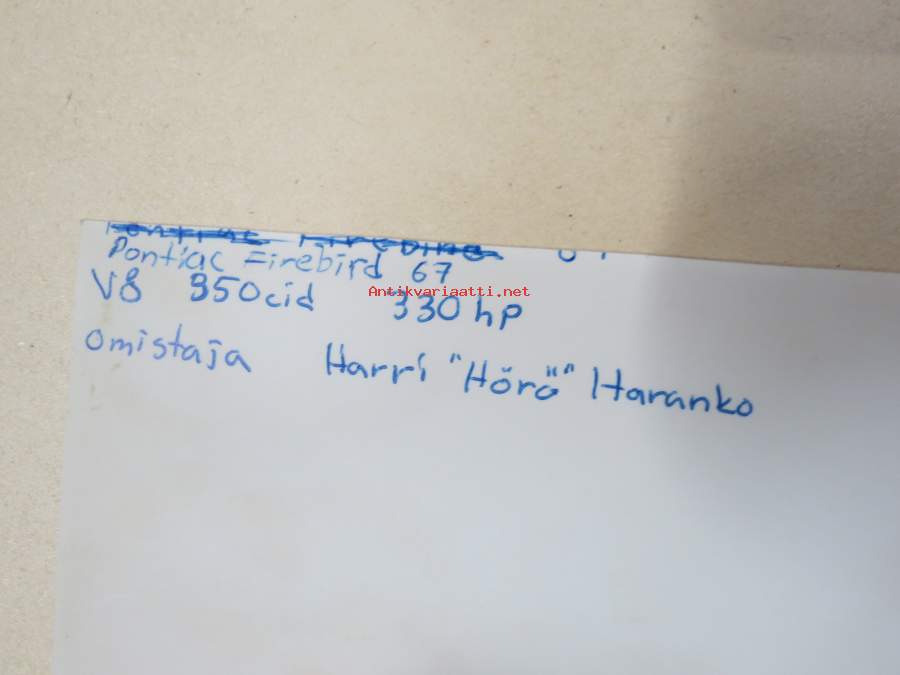 Pontiac Firebird 67
V8 350cid 330 hp
Antikvariaatti.net
omistaja Harri "Hörö" Haranko